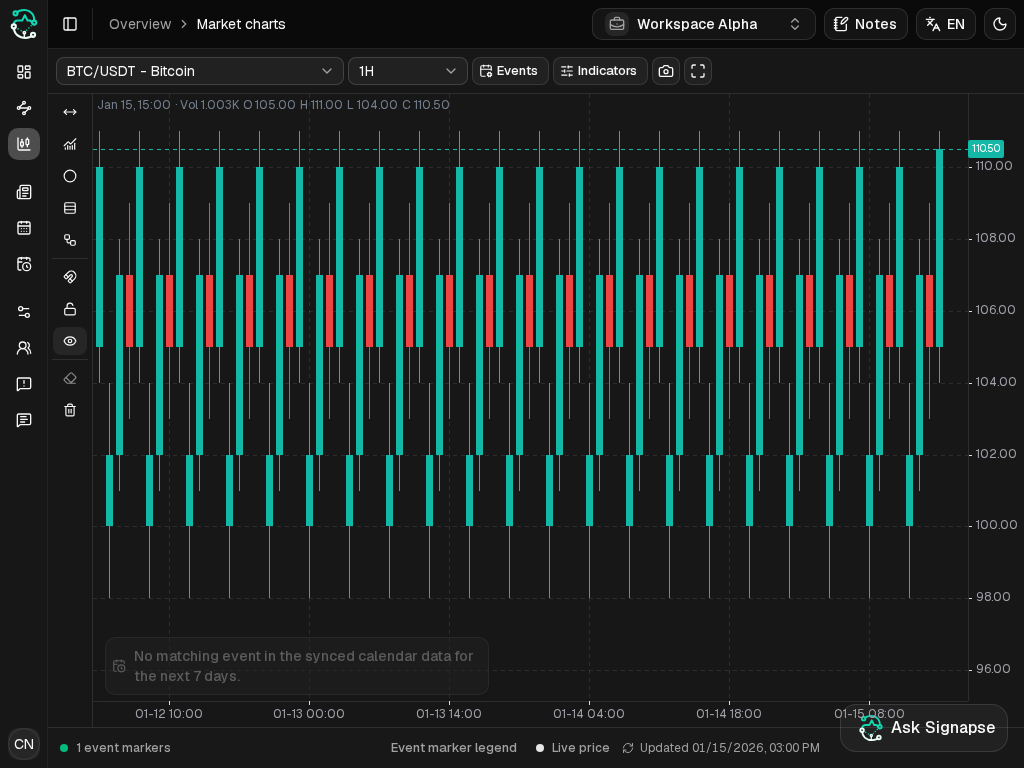 Overview > Market charts
Workspace Alpha
Notes
EN
BTC/USDT - Bitcoin
1H
Events
Indicators
Jan 15, 15:00 · Vol 1.003K O 105.00 H 111.00 L 104.00 C 110.50
110.50
110.00
108.00
106.00
104.00
102.00
100.00
98.00
96.00
No matching event in the synced calendar data for
the next 7 days.
01-12 10:00
01-13 00:00
01-13 14:00
01-14 04:00
01-14 18:00
01-15 08:00
Ask Signapse
CN
1 event markers
Event marker legend
Live price
Updated 01/15/2026, 03:00 PM